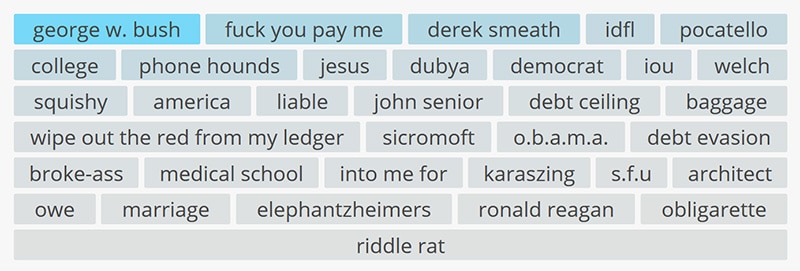 george w. bush fuck you pay me derek smeath idfl pocatello
college phone hounds jesus dubya democrat iou welch
squishy america liable john senior debt ceiling baggage
wipe out the red from my ledger sicromoft o.b.a.m.a. debt evasion
broke-ass medical school into me for karaszing s.f.u architect
owe marriage elephantzheimers ronald reagan obligarette
riddle rat